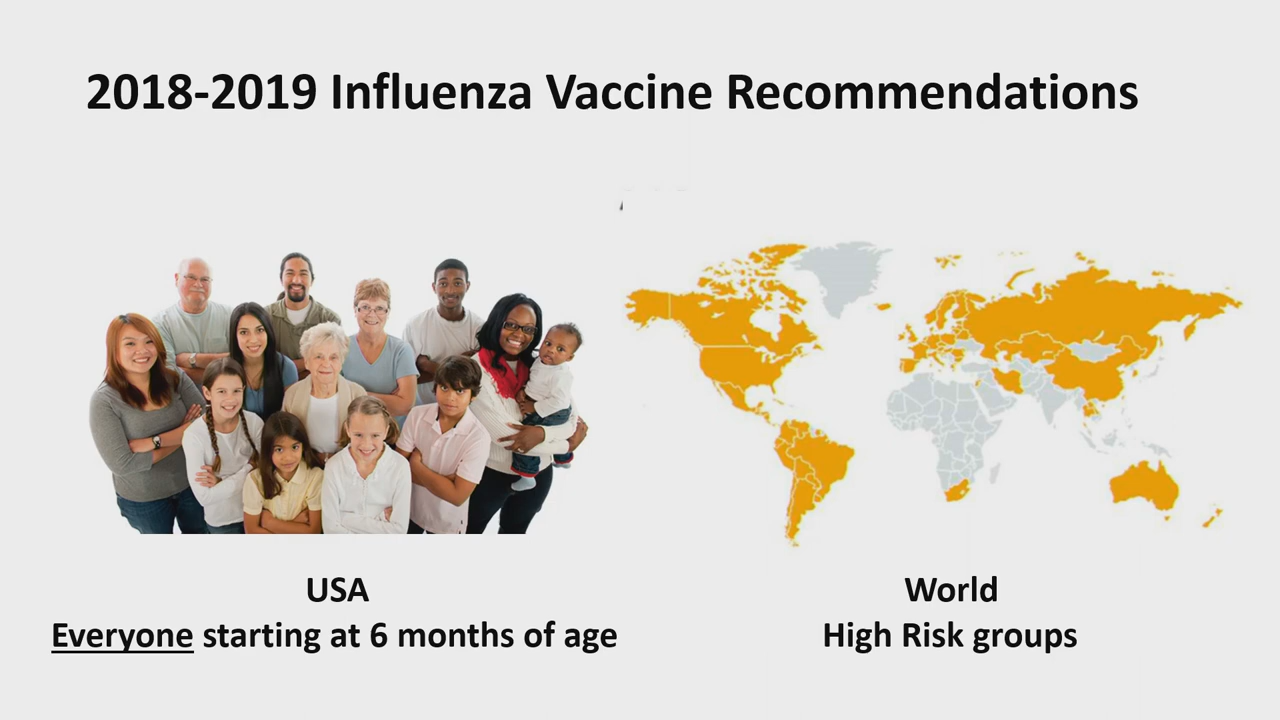 2018-2019 Influenza Vaccine Recommendations
USA
Everyone starting at 6 months of age
World
High Risk groups